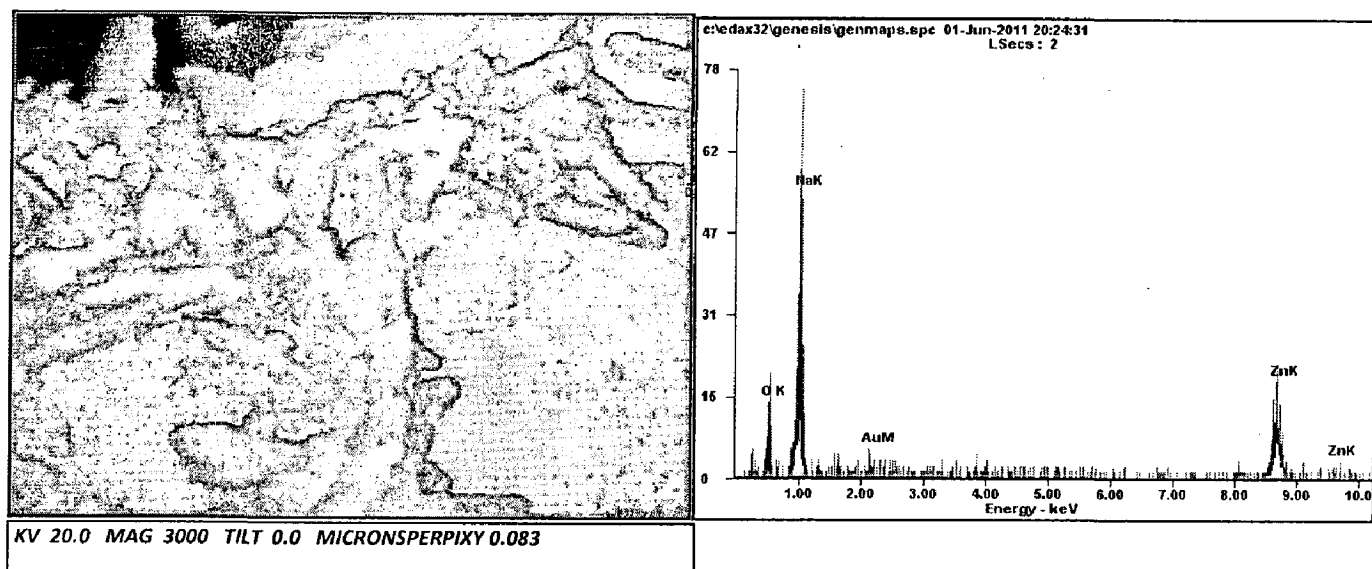 c:\edax32\genesis\genmaps.spc 01-Jun-2011 20:24:31
LSecs : 2
78
62
47
31
16
0
NaK
O K
AuM
ZnK
ZnK
1.00 2.00 3.00 4.00 5.00 6.00 7.00 8.00 9.00 10.0
Energy - keV
KV 20.0 MAG 3000 TILT 0.0 MICRONSPERPIXY 0.083